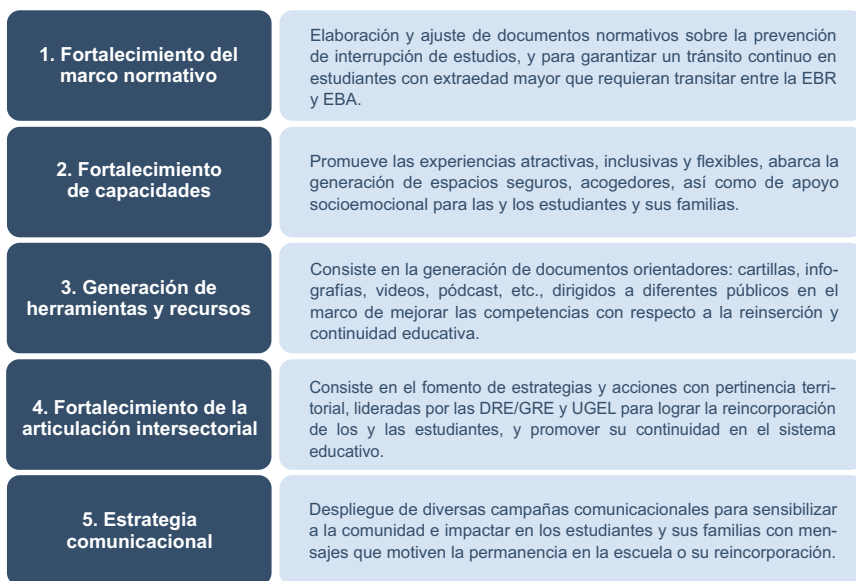 1. Fortalecimiento del
marco normativo
Elaboración y ajuste de documentos normativos sobre la prevención
de interrupción de estudios, y para garantizar un tránsito continuo en
estudiantes con extraedad mayor que requieran transitar entre la EBR
y EBA.
2. Fortalecimiento
de capacidades
Promueve las experiencias atractivas, inclusivas y flexibles, abarca la
generación de espacios seguros, acogedores, así como de apoyo
socioemocional para las y los estudiantes y sus familias.
3. Generación de
herramientas y recursos
Consiste en la generación de documentos orientadores: cartillas, info-
grafías, videos, pódcast, etc., dirigidos a diferentes públicos en el
marco de mejorar las competencias con respecto a la reinserción y
continuidad educativa.
4. Fortalecimiento de la
articulación intersectorial
Consiste en el fomento de estrategias y acciones con pertinencia terri-
torial, lideradas por las DRE/GRE y UGEL para lograr la reincorporación
de los y las estudiantes, y promover su continuidad en el sistema
educativo.
5. Estrategia
comunicacional
Despliegue de diversas campañas comunicacionales para sensibilizar
a la comunidad e impactar en los estudiantes y sus familias con men-
sajes que motiven la permanencia en la escuela o su reincorporación.